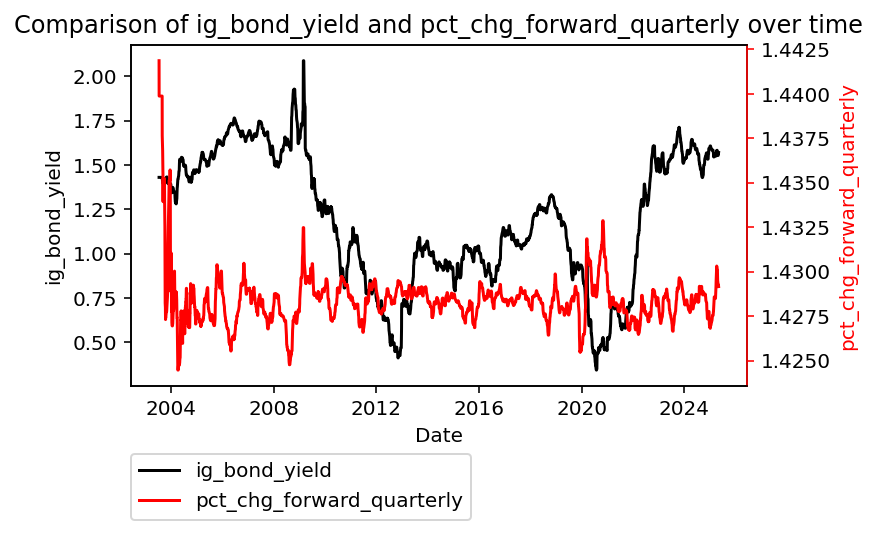 Comparison of ig_bond_yield and pct_chg_forward_quarterly over time
2.00
1.75
1.50
1.25
1.00
0.75
0.50
ig_bond_yield
1.4425
1.4400
1.4375
1.4350
1.4325
1.4300
1.4275
1.4250
pct_chg_forward_quarterly
2004 2008 2012 2016 2020 2024
Date
ig_bond_yield
pct_chg_forward_quarterly